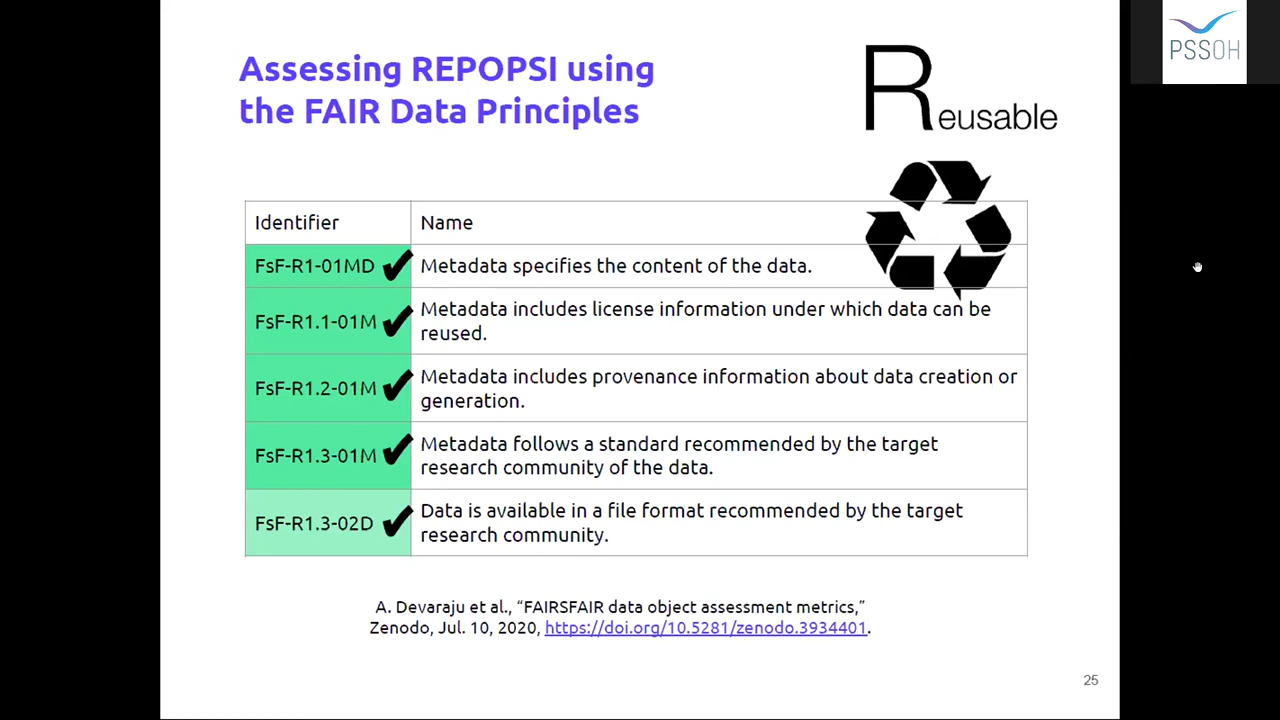 Assessing REPOPSI using
the FAIR Data Principles
Reusable
PSSOH
Identifier Name
FsF-R1-01MD Metadata specifies the content of the data.
FsF-R1.1-01M Metadata includes license information under which data can be
reused.
FsF-R1.2-01M Metadata includes provenance information about data creation or
generation.
FsF-R1.3-01M Metadata follows a standard recommended by the target
research community of the data.
FsF-R1.3-02D Data is available in a file format recommended by the target
research community.
A. Devaraju et al., “FAIRSFAIR data object assessment metrics,”
Zenodo, Jul. 10, 2020, https://doi.org/10.5281/zenodo.3934401.
25